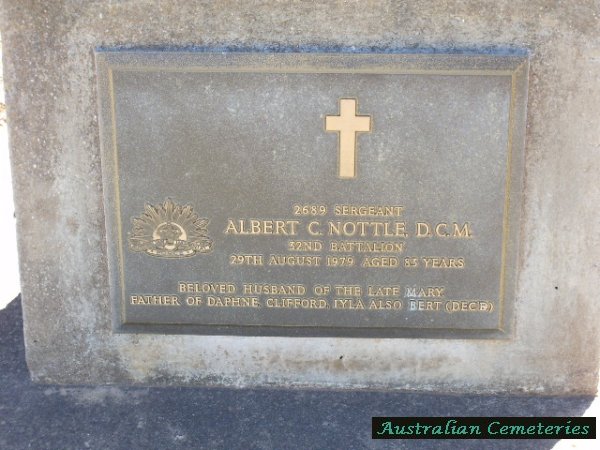 2689 SERGEANT
ALBERT C. NOTTLE, D.C.M.
32ND BATTALION
29TH AUGUST 1979 AGED 85 YEARS
BELOVED HUSBAND OF THE LATE MARY
FATHER OF DAPHNE, CLIFFORD, IYLA ALSO BERT (DEC'D)
Australian Cemeteries